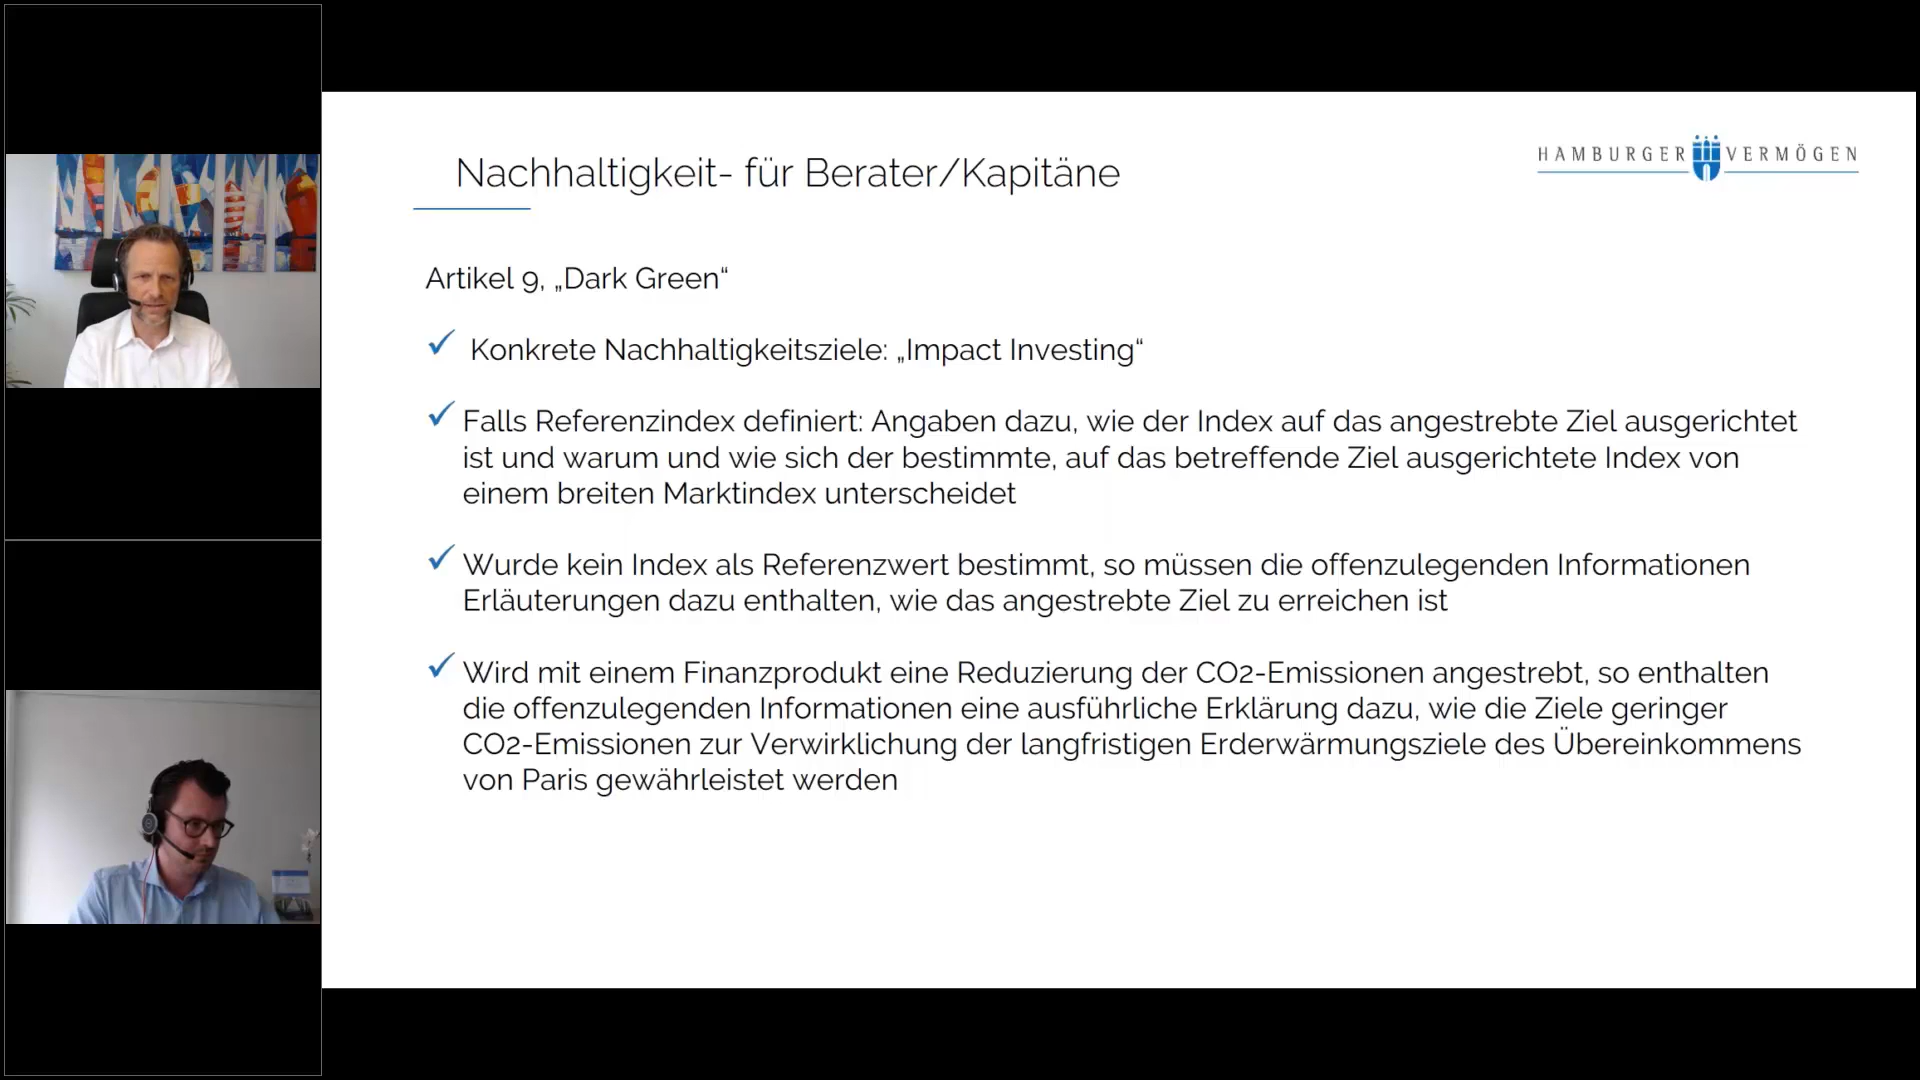 Nachhaltigkeit- für Berater/Kapitäne
HAMBURGER VERMÖGEN
Artikel 9, „Dark Green“
Konkrete Nachhaltigkeitsziele: „Impact Investing“
Falls Referenzindex definiert: Angaben dazu, wie der Index auf das angestrebte Ziel ausgerichtet
ist und warum und wie sich der bestimmte, auf das betreffende Ziel ausgerichtete Index von
einem breiten Marktindex unterscheidet
Wurde kein Index als Referenzwert bestimmt, so müssen die offenzulegenden Informationen
Erläuterungen dazu enthalten, wie das angestrebte Ziel zu erreichen ist
Wird mit einem Finanzprodukt eine Reduzierung der CO2-Emissionen angestrebt, so enthalten
die offenzulegenden Informationen eine ausführliche Erklärung dazu, wie die Ziele geringer
CO2-Emissionen zur Verwirklichung der langfristigen Erderwärmungsziele des Übereinkommens
von Paris gewährleistet werden